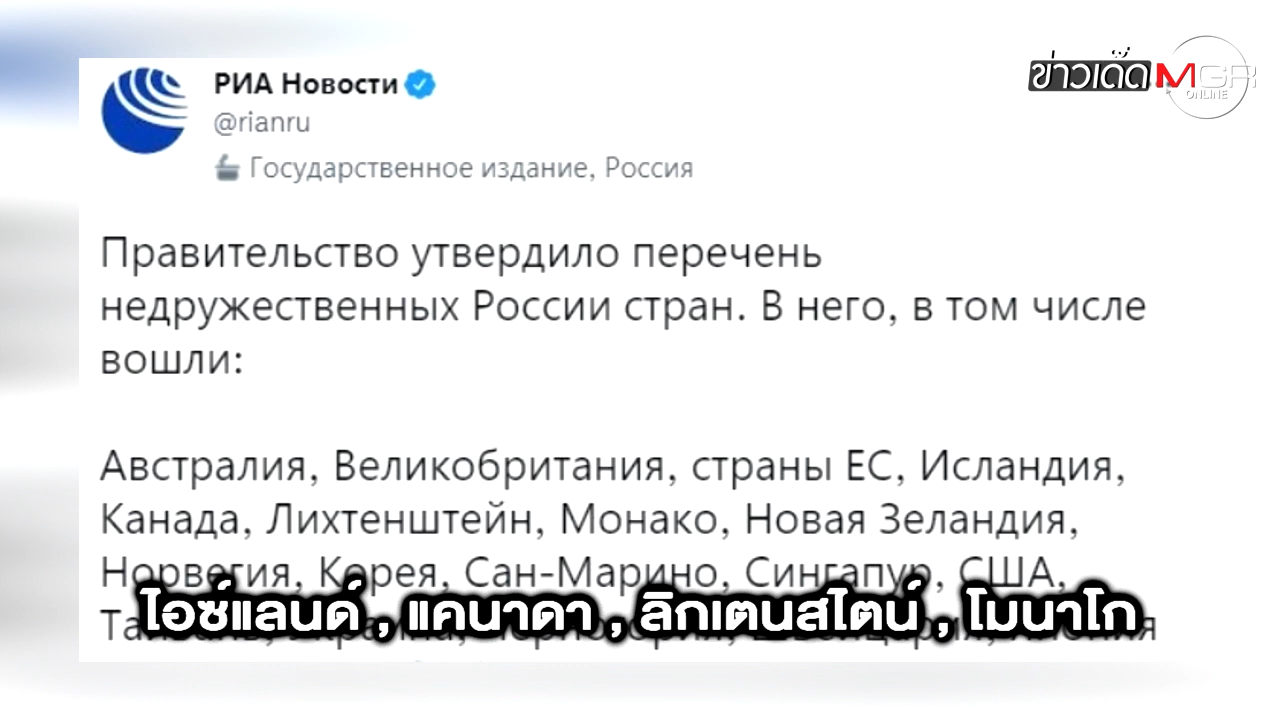 ข่าวเด็ด MGR
ONLINE
РИА Новости
@rianru
Государственное издание, Россия
Правительство утвердило перечень
недружественных России стран. В него, в том числе
вошли:
Австралия, Великобритания, страны ЕС, Исландия,
Канада, Лихтенштейн, Монако, Новая Зеландия,
Норвегия, Корея, Сан-Марино, Сингапур, США,
ไอซ์แลนด์ , แคนาดา , ลิกเตนสไตน์ , โมนาโก